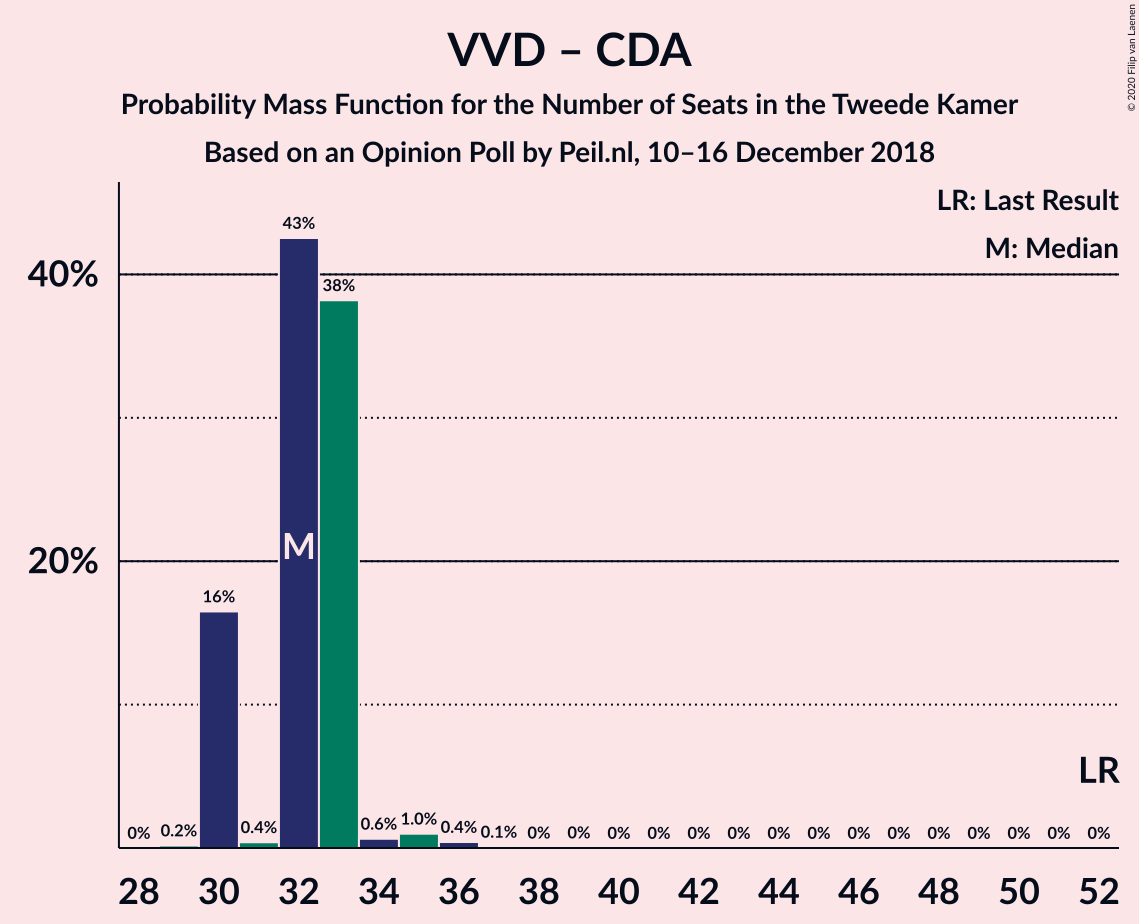 VVD – CDA
Probability Mass Function for the Number of Seats in the Tweede Kamer
Based on an Opinion Poll by Peil.nl, 10–16 December 2018
© 2020 Filip van Laenen
LR: Last Result
M: Median
40%
20%
0% 0.2% 16% 0.4% 43% 38% 0.6% 1.0% 0.4% 0.1% 0% 0% 0% 0% 0% 0% 0% 0% 0% 0% 0% 0% 0% 0% 0%
M
LR
28 30 32 34 36 38 40 42 44 46 48 50 52